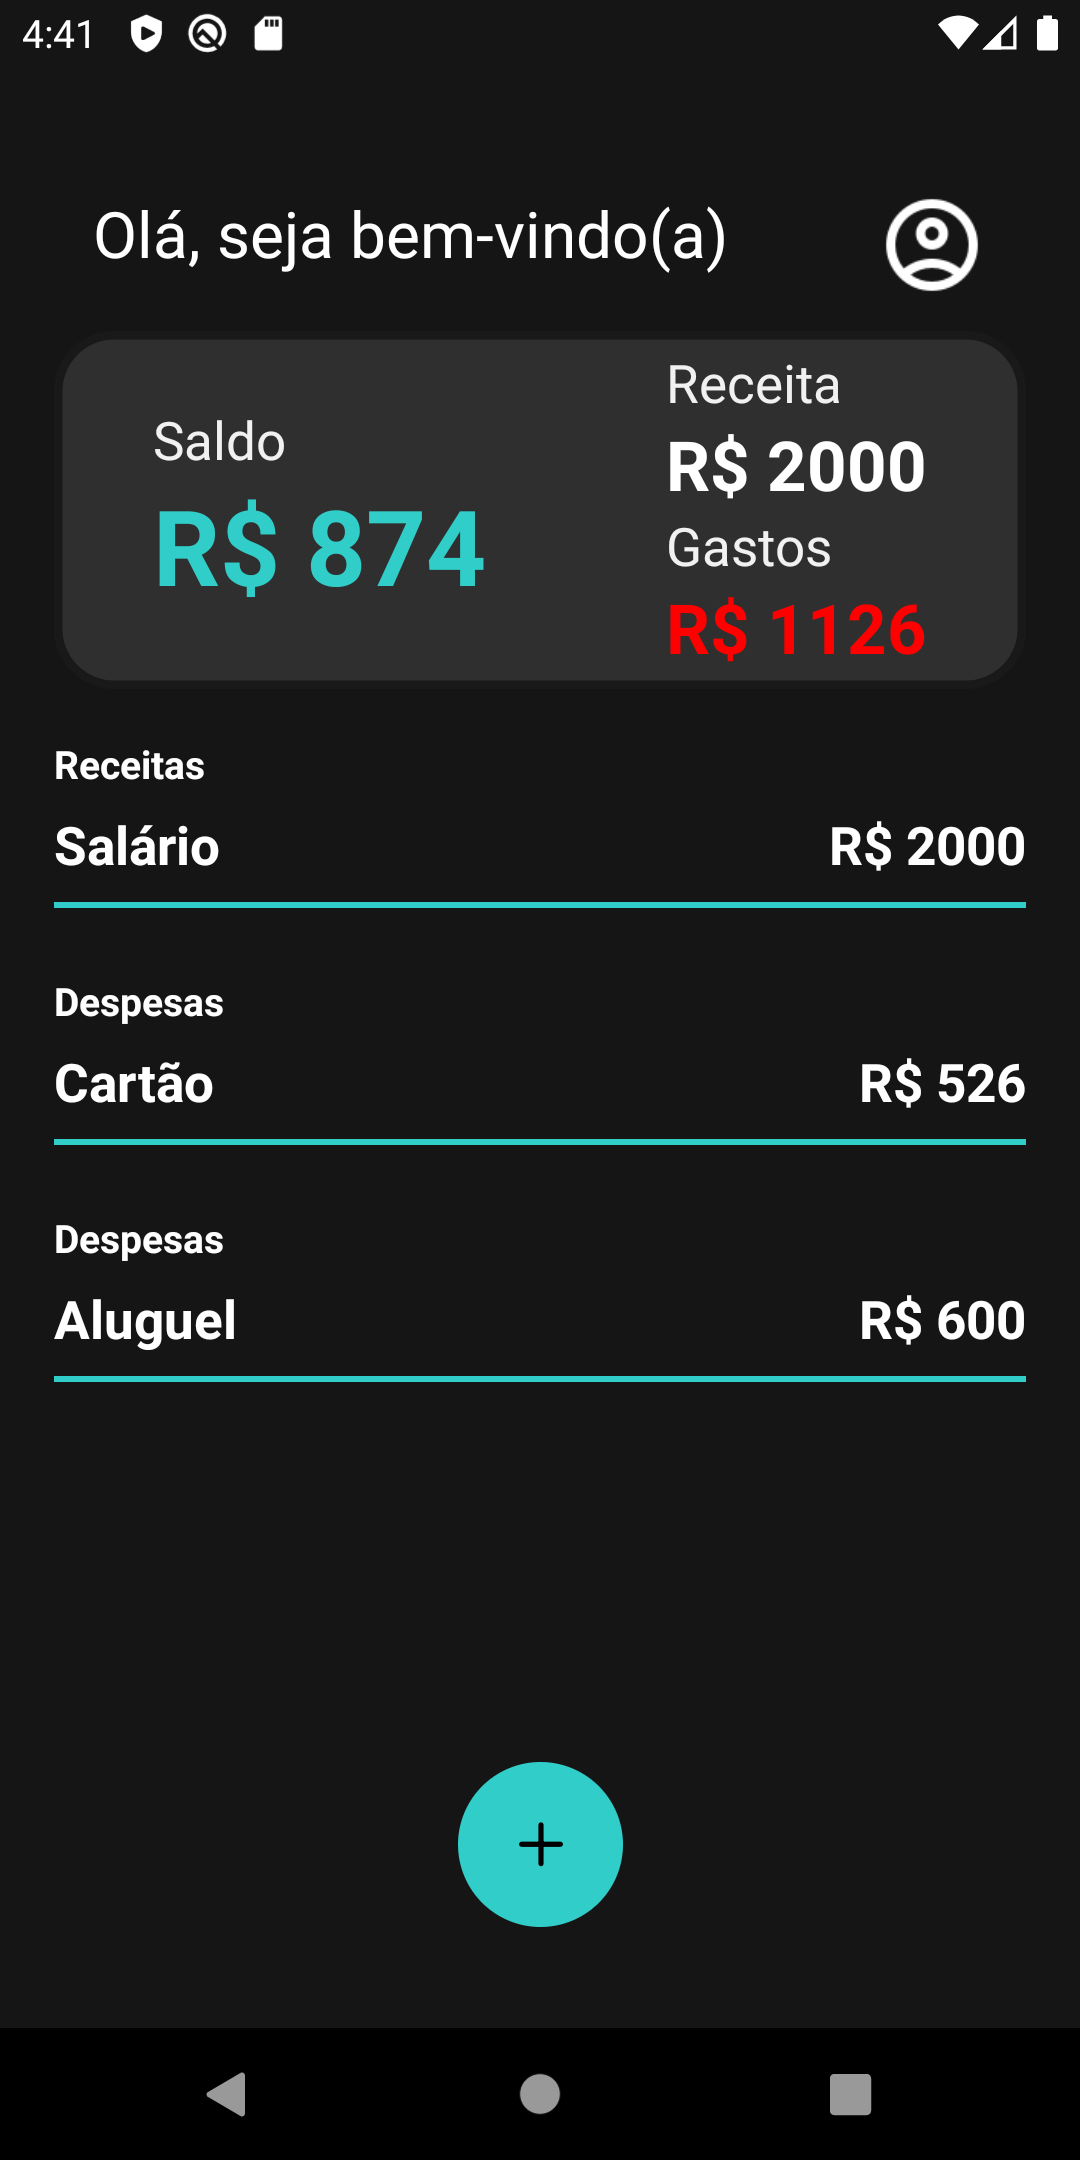 4:41
Olá, seja bem-vindo(a)
Saldo
R$ 874
Receita
R$ 2000
Gastos
R$ 1126
Receitas
Salário R$ 2000
Despesas
Cartão R$ 526
Despesas
Aluguel R$ 600